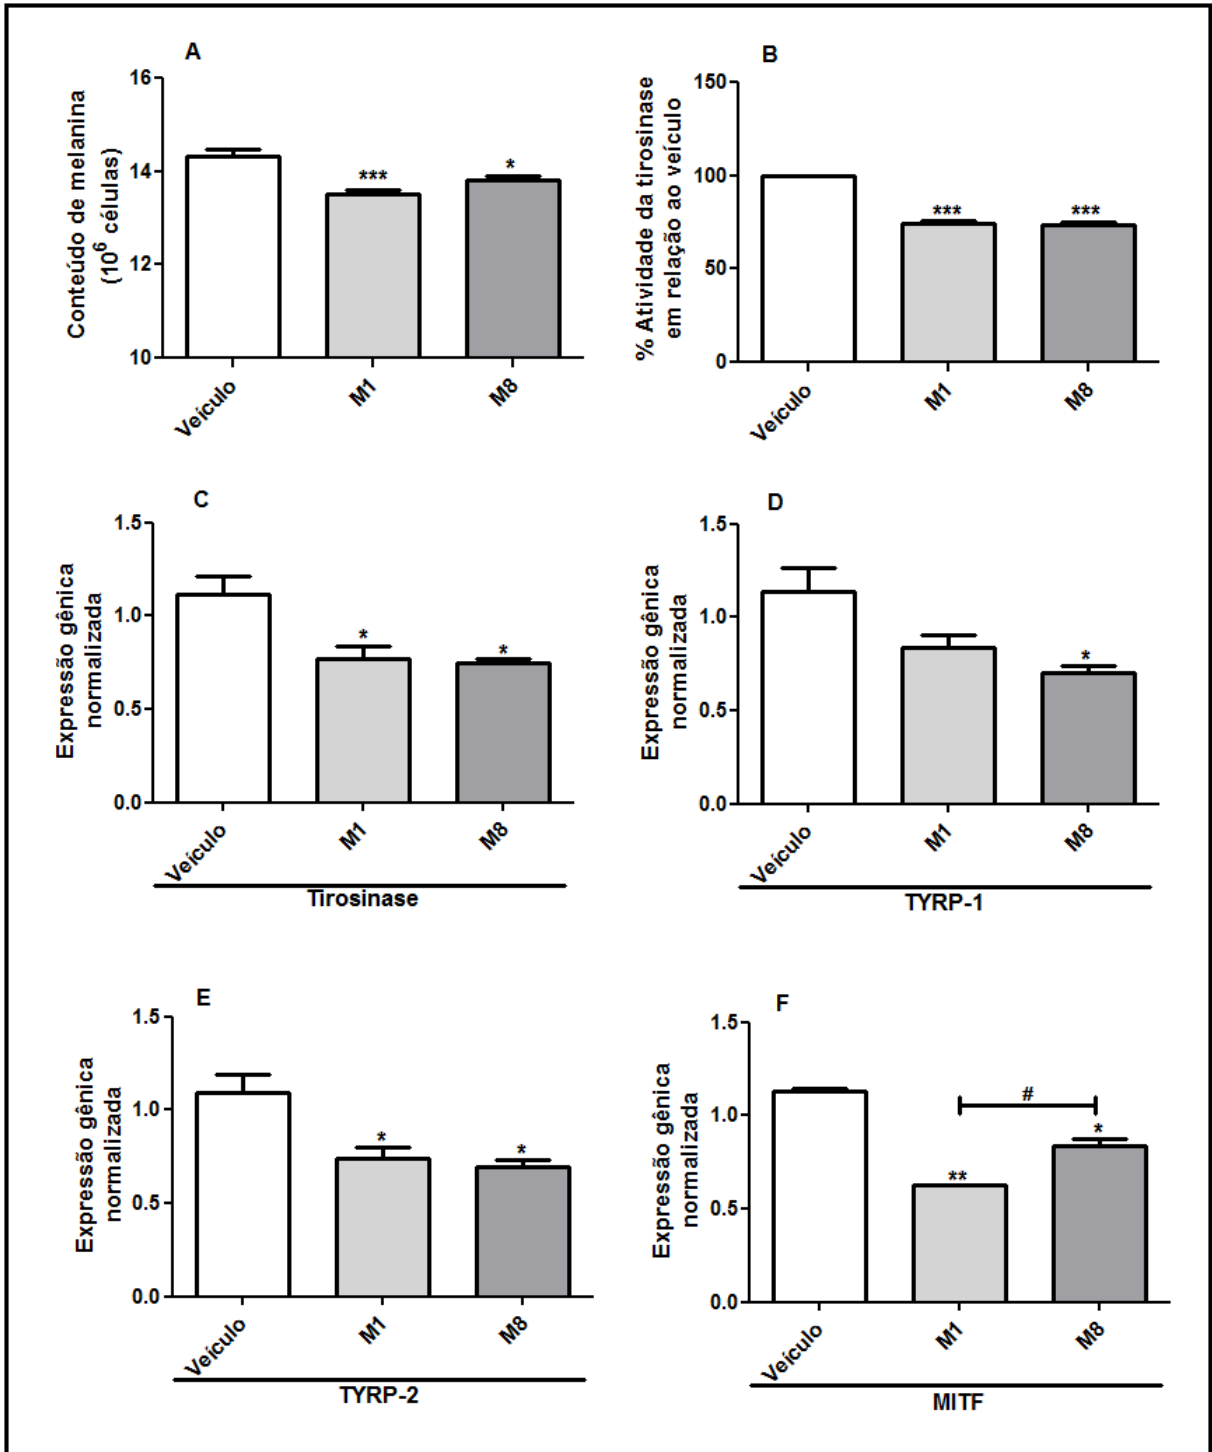 A
Conteúdo de melanina
(10⁶ células)
16
14
12
10
***
*
Veículo
M1
M8
B
% Atividade da tirosinase
em relação ao veículo
150
100
50
0
***
***
Veículo
M1
M8
C
Expressão gênica
normalizada
1.5
1.0
0.5
0.0
*
*
Veículo
M1
M8
Tirosinase
D
Expressão gênica
normalizada
1.5
1.0
0.5
0.0
*
Veículo
M1
M8
TYRP-1
E
Expressão gênica
normalizada
1.5
1.0
0.5
0.0
*
*
Veículo
M1
M8
TYRP-2
F
Expressão gênica
normalizada
1.5
1.0
0.5
0.0
#
**
*
Veículo
M1
M8
MITF